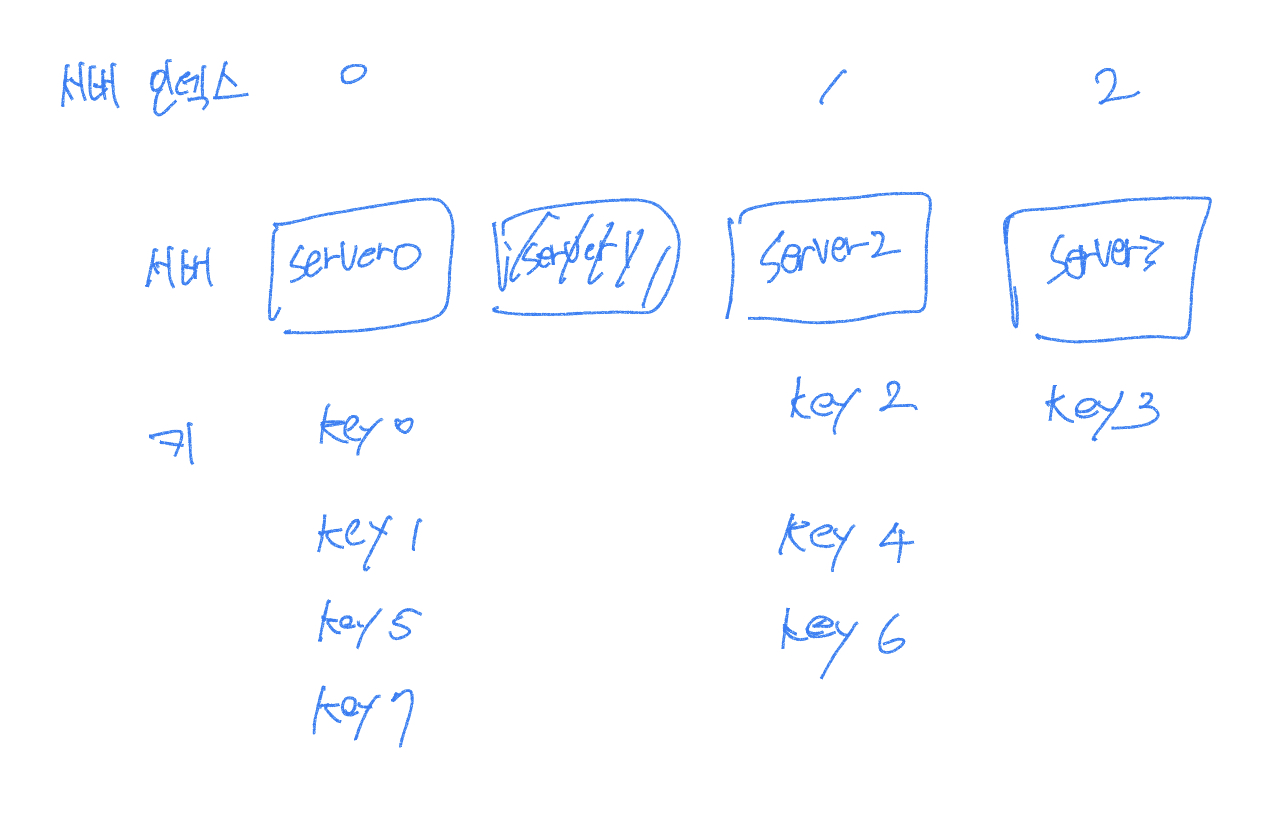 서버 인덱스 0 1 2
서버 server0 server1 server2 server3
키 key0 key2 key3
key1 key4
key5 key6
key7